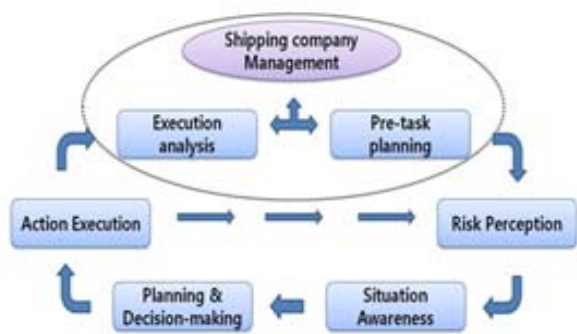 Shipping company
Management
Execution
analysis
Pre-task
planning
Action Execution
Risk Perception
Planning &
Decision-making
Situation
Awareness